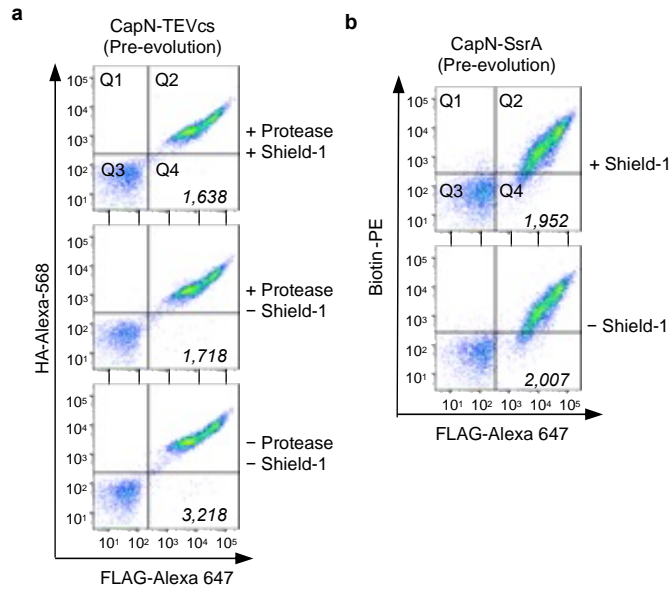 a
CapN-TEVcs
(Pre-evolution)
Q1 Q2
Q3 Q4
10⁵
10⁴
10³
10²
10¹
1,638
+ Protease
+ Shield-1
10⁵
10⁴
10³
10²
10¹
1,718
+ Protease
− Shield-1
10⁵
10⁴
10³
10²
10¹
3,218
− Protease
− Shield-1
10¹ 10² 10³ 10⁴ 10⁵
HA-Alexa-568
FLAG-Alexa 647
b
CapN-SsrA
(Pre-evolution)
Q1 Q2
Q3 Q4
10⁵
10⁴
10³
10²
10¹
1,952
+ Shield-1
10⁵
10⁴
10³
10²
10¹
2,007
− Shield-1
10¹ 10² 10³ 10⁴ 10⁵
Biotin -PE
FLAG-Alexa 647